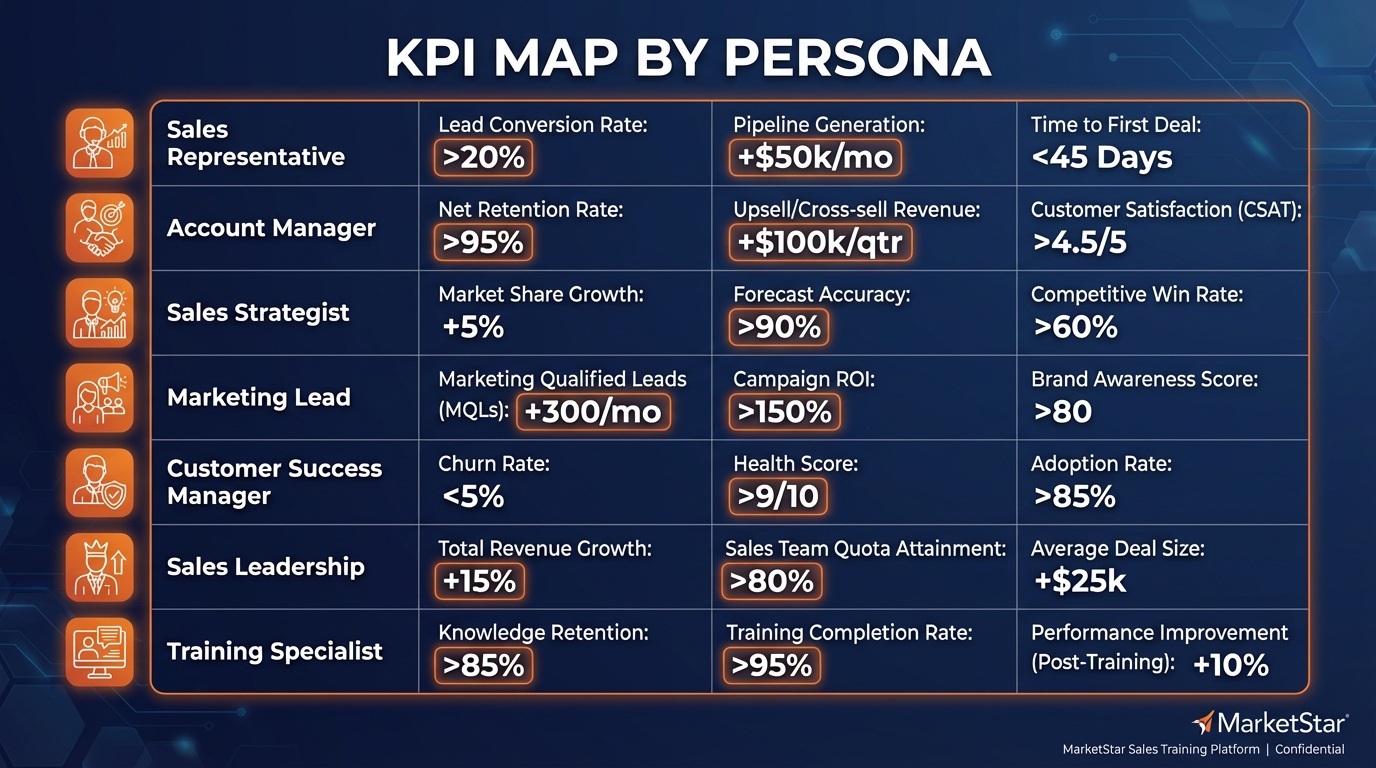 KPI MAP BY PERSONA
Sales
Representative
Lead Conversion Rate:
>20%
Pipeline Generation:
+$50k/mo
Time to First Deal:
<45 Days
Account Manager
Net Retention Rate:
>95%
Upsell/Cross-sell Revenue:
+$100k/qtr
Customer Satisfaction (CSAT):
>4.5/5
Sales Strategist
Market Share Growth:
+5%
Forecast Accuracy:
>90%
Competitive Win Rate:
>60%
Marketing Lead
Marketing Qualified Leads
(MQLs): +300/mo
Campaign ROI:
>150%
Brand Awareness Score:
>80
Customer Success
Manager
Churn Rate:
<5%
Health Score:
>9/10
Adoption Rate:
>85%
Sales Leadership
Total Revenue Growth:
+15%
Sales Team Quota Attainment:
>80%
Average Deal Size:
+$25k
Training Specialist
Knowledge Retention:
>85%
Training Completion Rate:
>95%
Performance Improvement
(Post-Training): +10%
MarketStar
MarketStar Sales Training Platform | Confidential